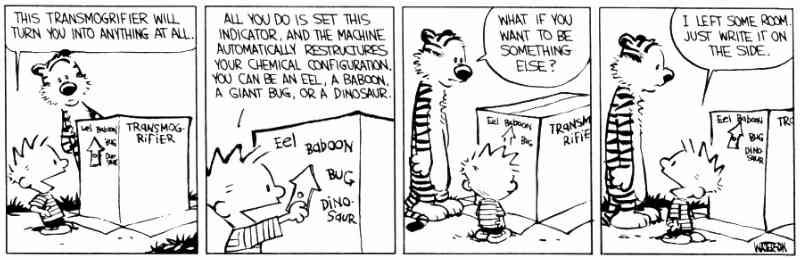 THIS TRANSMOGRIFIER WILL
TURN YOU INTO ANYTHING AT ALL.
Eel BABOON
BUG
DINO-
SAUR
TRANSMOG-
RIFIER
ALL YOU DO IS SET THIS
INDICATOR, AND THE MACHINE
AUTOMATICALLY RESTRUCTURES
YOUR CHEMICAL CONFIGURATION.
YOU CAN BE AN EEL, A BABOON,
A GIANT BUG, OR A DINOSAUR.
Eel
BABOON
BUG
DINO-
SAUR
WHAT IF YOU
WANT TO BE
SOMETHING
ELSE?
Eel BABOON
BUG
TRANSM
RIFIER
I LEFT SOME ROOM.
JUST WRITE IT ON
THE SIDE.
Eel BABOON
BUG
DINO-
SAUR
TR
WATTERSON